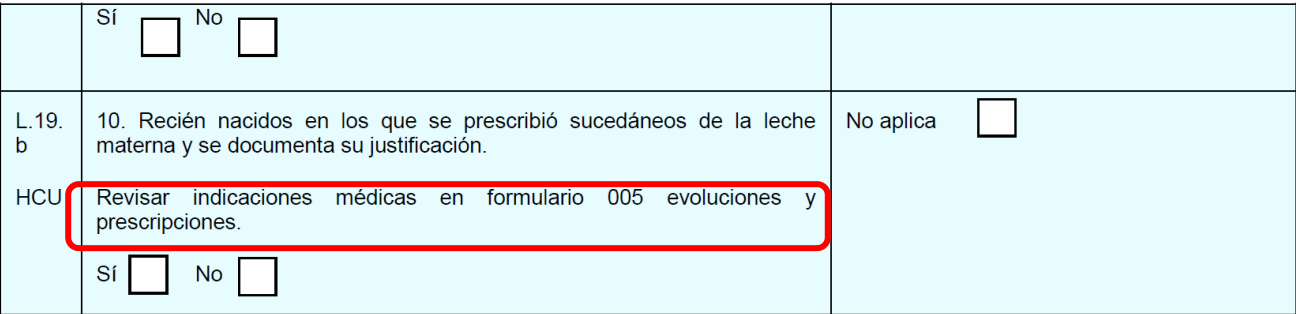 Sí No
L.19. 10. Recién nacidos en los que se prescribió sucedáneos de la leche No aplica
b materna y se documenta su justificación.
HCU Revisar indicaciones médicas en formulario 005 evoluciones y
prescripciones.
Sí No